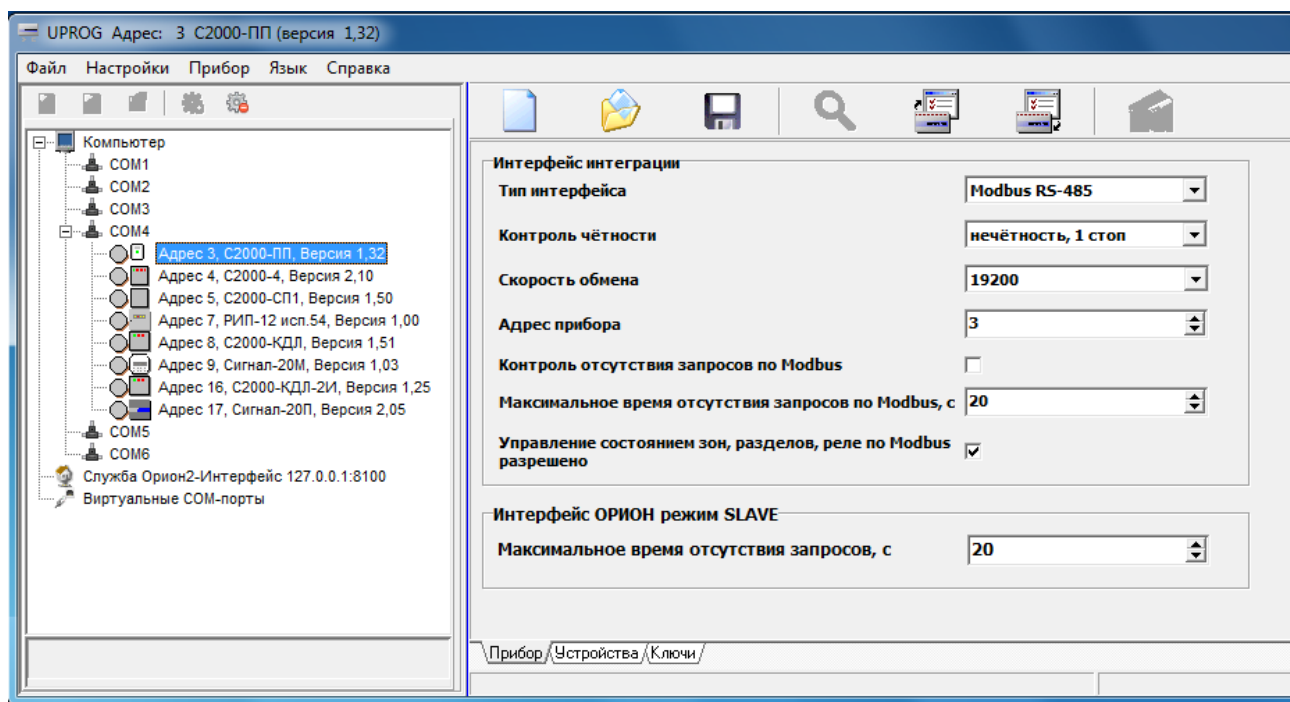 UPROG Адрес: 3 С2000-ПП (версия 1,32)
Файл Настройки Прибор Язык Справка
Компьютер
COM1
COM2
COM3
COM4
Адрес 3, С2000-ПП, Версия 1,32
Адрес 4, С2000-4, Версия 2,10
Адрес 5, С2000-СП1, Версия 1,50
Адрес 7, РИП-12 исп.54, Версия 1,00
Адрес 8, С2000-КДЛ, Версия 1,51
Адрес 9, Сигнал-20М, Версия 1,03
Адрес 16, С2000-КДЛ-2И, Версия 1,25
Адрес 17, Сигнал-20П, Версия 2,05
COM5
COM6
Служба Орион2-Интерфейс 127.0.0.1:8100
Виртуальные COM-порты
Интерфейс интеграции
Тип интерфейса Modbus RS-485
Контроль чётности нечётность, 1 стоп
Скорость обмена 19200
Адрес прибора 3
Контроль отсутствия запросов по Modbus
Максимальное время отсутствия запросов по Modbus, с 20
Управление состоянием зон, разделов, реле по Modbus
разрешено
Интерфейс ОРИОН режим SLAVE
Максимальное время отсутствия запросов, с 20
Прибор Устройства Ключи